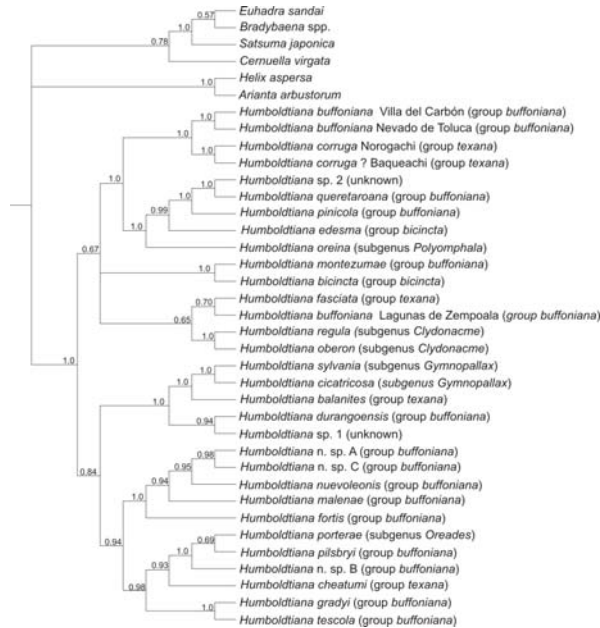 0.57
Euhadra sandai
1.0
Bradybaena spp.
0.78
Satsuma japonica
Cernuella virgata
1.0
Helix aspersa
Arianta arbustorum
1.0
Humboldtiana buffoniana Villa del Carbón (group buffoniana)
1.0
Humboldtiana buffoniana Nevado de Toluca (group buffoniana)
1.0
Humboldtiana corruga Norogachi (group texana)
1.0
Humboldtiana corruga ? Baqueachi (group texana)
1.0
Humboldtiana sp. 2 (unknown)
1.0
Humboldtiana queretaroana (group buffoniana)
0.99
Humboldtiana pinicola (group buffoniana)
1.0
Humboldtiana edesma (group bicincta)
0.67
Humboldtiana oreina (subgenus Polyomphala)
1.0
Humboldtiana montezumae (group buffoniana)
Humboldtiana bicincta (group bicincta)
0.70
Humboldtiana fasciata (group texana)
0.65
Humboldtiana buffoniana Lagunas de Zempoala (group buffoniana)
1.0
Humboldtiana regula (subgenus Clydonacme)
Humboldtiana oberon (subgenus Clydonacme)
1.0
1.0
Humboldtiana sylvania (subgenus Gymnopallax)
1.0
Humboldtiana cicatricosa (subgenus Gymnopallax)
1.0
Humboldtiana balanites (group texana)
0.94
Humboldtiana durangoensis (group buffoniana)
Humboldtiana sp. 1 (unknown)
0.84
0.98
Humboldtiana n. sp. A (group buffoniana)
0.95
Humboldtiana n. sp. C (group buffoniana)
0.94
Humboldtiana nuevoleonis (group buffoniana)
1.0
Humboldtiana malenae (group buffoniana)
Humboldtiana fortis (group buffoniana)
0.94
0.69
Humboldtiana porterae (subgenus Oreades)
1.0
Humboldtiana pilsbryi (group buffoniana)
0.93
Humboldtiana n. sp. B (group buffoniana)
0.98
Humboldtiana cheatumi (group texana)
1.0
Humboldtiana gradyi (group buffoniana)
Humboldtiana tescola (group buffoniana)